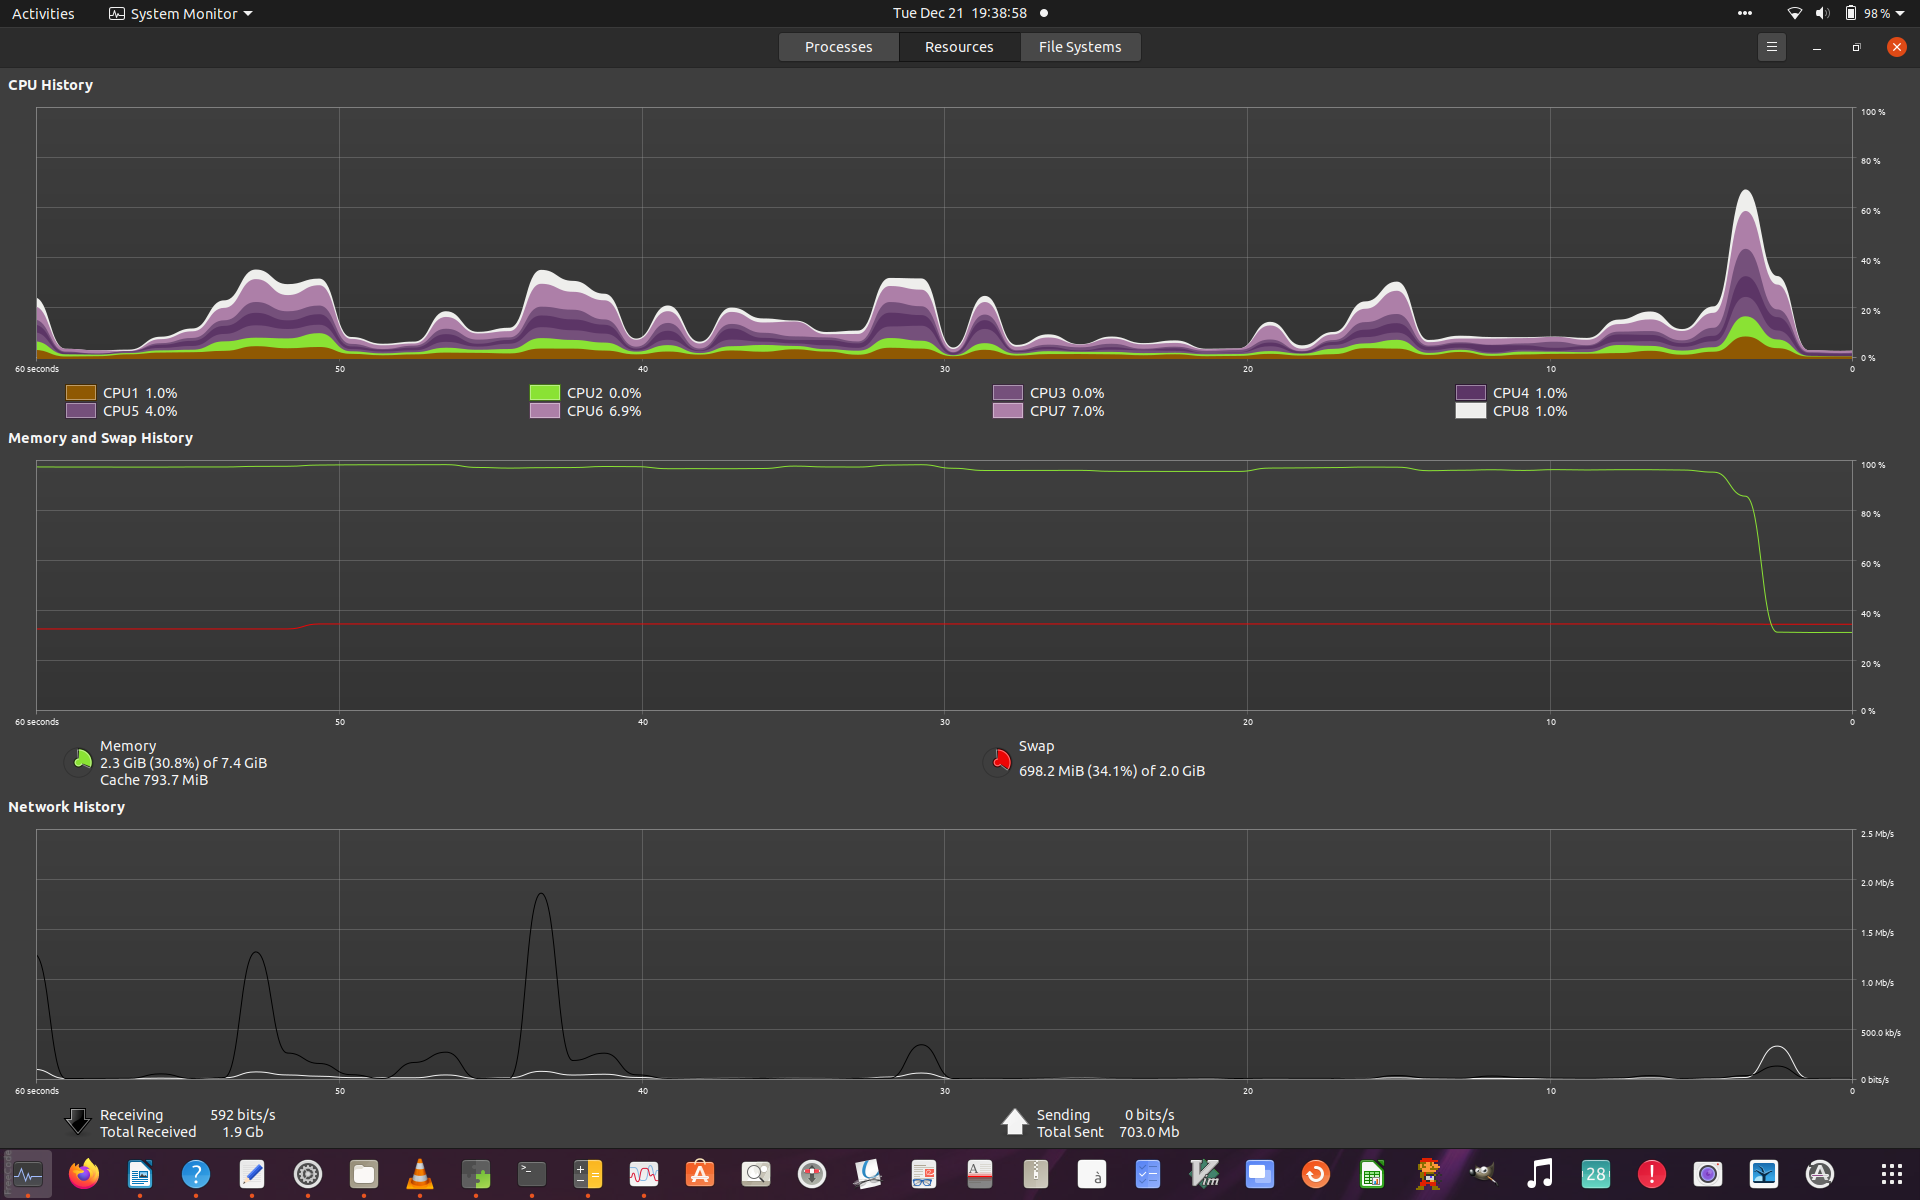 Activities System Monitor Tue Dec 21 19:38:58 98 %
Processes Resources File Systems
CPU History
100 %
80 %
60 %
40 %
20 %
0 %
60 seconds 50 40 30 20 10 0
CPU1 1.0% CPU2 0.0% CPU3 0.0% CPU4 1.0%
CPU5 4.0% CPU6 6.9% CPU7 7.0% CPU8 1.0%
Memory and Swap History
100 %
80 %
60 %
40 %
20 %
0 %
60 seconds 50 40 30 20 10 0
Memory
2.3 GiB (30.8%) of 7.4 GiB
Cache 793.7 MiB
Swap
698.2 MiB (34.1%) of 2.0 GiB
Network History
2.5 Mb/s
2.0 Mb/s
1.5 Mb/s
1.0 Mb/s
500.0 kb/s
0 bits/s
60 seconds 50 40 30 20 10 0
Receiving 592 bits/s
Total Received 1.9 Gb
Sending 0 bits/s
Total Sent 703.0 Mb
28